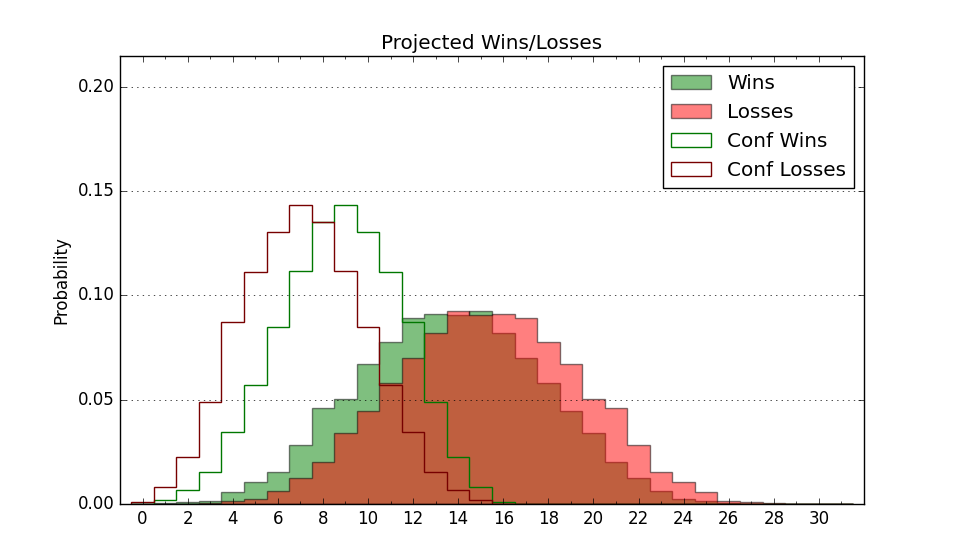 Projected Wins/Losses
Wins
Losses
Conf Wins
Conf Losses
Probability
0.20
0.15
0.10
0.05
0.00
0 2 4 6 8 10 12 14 16 18 20 22 24 26 28 30